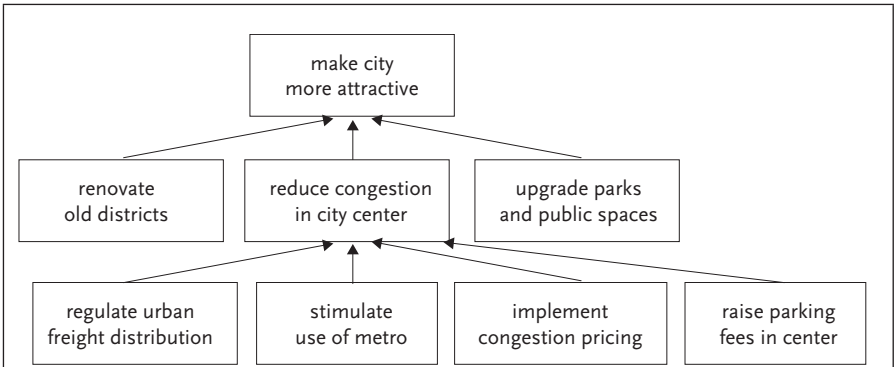 make city
more attractive
renovate
old districts
reduce congestion
in city center
upgrade parks
and public spaces
regulate urban
freight distribution
stimulate
use of metro
implement
congestion pricing
raise parking
fees in center